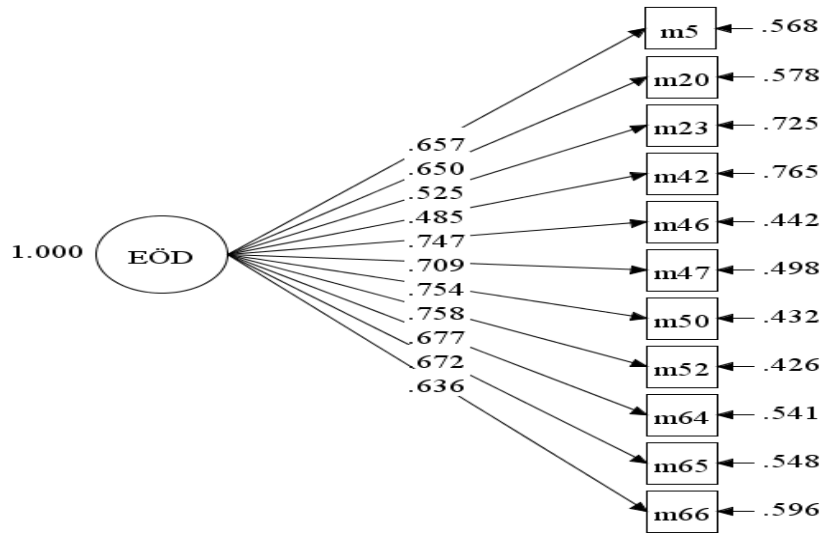 m5 .568
m20 .578
m23 .725
.657
.650
m42 .765
.525
.485
m46 .442
.747
1.000 EÖD
.709
m47 .498
.754
.758
m50 .432
.677
m52 .426
.672
.636
m64 .541
m65 .548
m66 .596